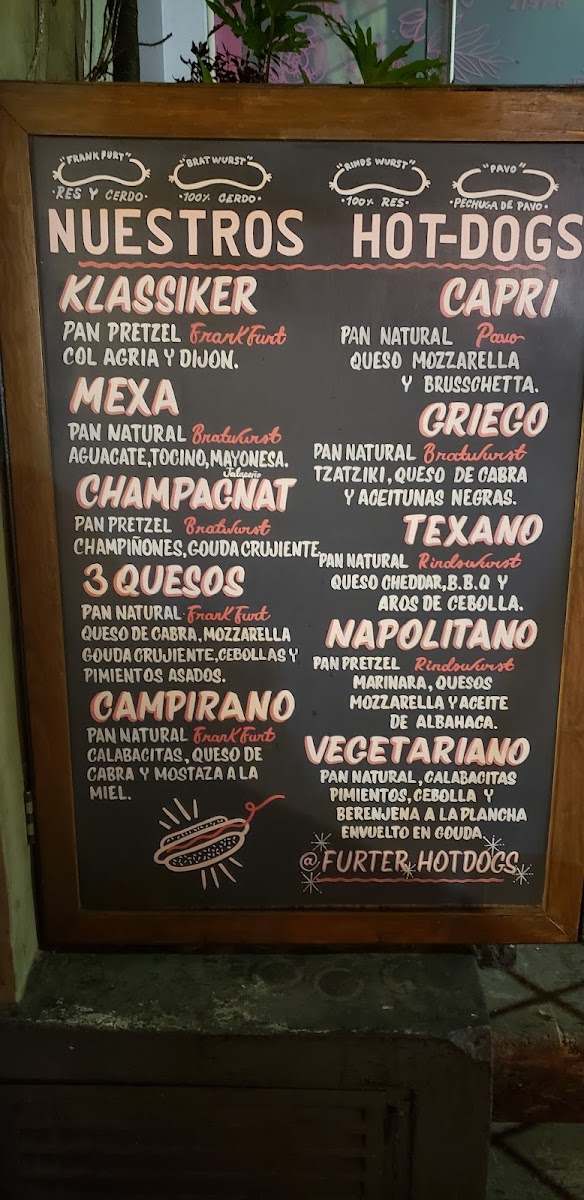 "FRANKFURT"
·RES Y CERDO·
"BRATWURST"
·100% CERDO·
"RINDS WURST"
·100% RES·
"PAVO"
·PECHUGA DE PAVO·
NUESTROS HOT-DOGS
KLASSIKER
PAN PRETZEL FrankFurt
COL AGRIA Y DIJON.
MEXA
PAN NATURAL Bratwurst
AGUACATE, TOCINO, MAYONESA.
Jalapeño
CHAMPAGNAT
PAN PRETZEL Bratwurst
CHAMPIÑONES, GOUDA CRUJIENTE
3 QUESOS
PAN NATURAL FrankFurt
QUESO DE CABRA, MOZZARELLA
GOUDA CRUJIENTE, CEBOLLAS Y
PIMIENTOS ASADOS.
CAMPIRANO
PAN NATURAL FrankFurt
CALABACITAS, QUESO DE
CABRA Y MOSTAZA A LA
MIEL.
CAPRI
PAN NATURAL Pavo
QUESO MOZZARELLA
Y BRUSSCHETTA.
GRIEGO
PAN NATURAL Bratwurst
TZATZIKI, QUESO DE CABRA
Y ACEITUNAS NEGRAS.
TEXANO
PAN NATURAL Rindswurst
QUESO CHEDDAR, B.B.Q Y
AROS DE CEBOLLA.
NAPOLITANO
PAN PRETZEL Rindswurst
MARINARA, QUESOS
MOZZARELLA Y ACEITE
DE ALBAHACA.
VEGETARIANO
PAN NATURAL, CALABACITAS
PIMIENTOS, CEBOLLA Y
BERENJENA A LA PLANCHA
ENVUELTO EN GOUDA
@FURTER HOTDOGS